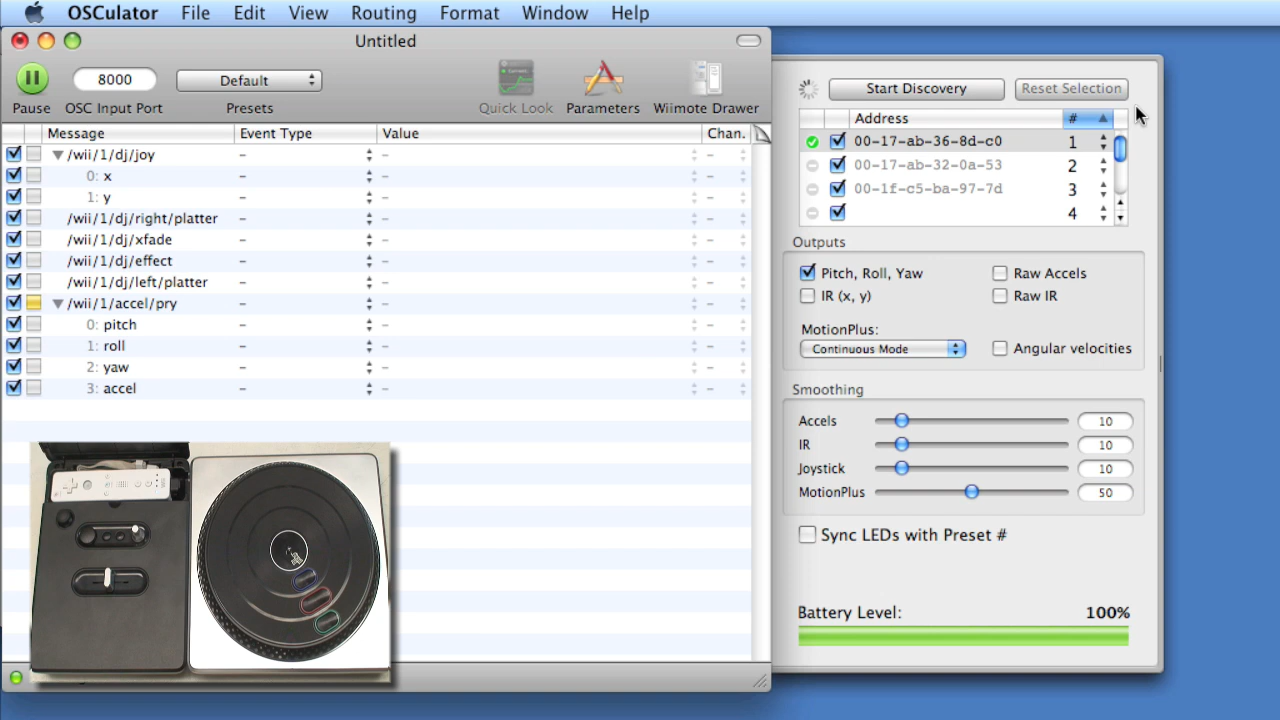 OSCulator File Edit View Routing Format Window Help
Untitled
8000 Default
Pause OSC Input Port Presets Quick Look Parameters Wiimote Drawer
Message Event Type Value Chan.
/wii/1/dj/joy – – –
0: x – – –
1: y – – –
/wii/1/dj/right/platter – – –
/wii/1/dj/xfade – – –
/wii/1/dj/effect – – –
/wii/1/dj/left/platter – – –
/wii/1/accel/pry – – –
0: pitch – – –
1: roll – – –
2: yaw – – –
3: accel – – –
Start Discovery Reset Selection
Address #
00-17-ab-36-8d-c0 1
00-17-ab-32-0a-53 2
00-1f-c5-ba-97-7d 3
4
Outputs
Pitch, Roll, Yaw Raw Accels
IR (x, y) Raw IR
MotionPlus:
Continuous Mode Angular velocities
Smoothing
Accels 10
IR 10
Joystick 10
MotionPlus 50
Sync LEDs with Preset #
Battery Level: 100%